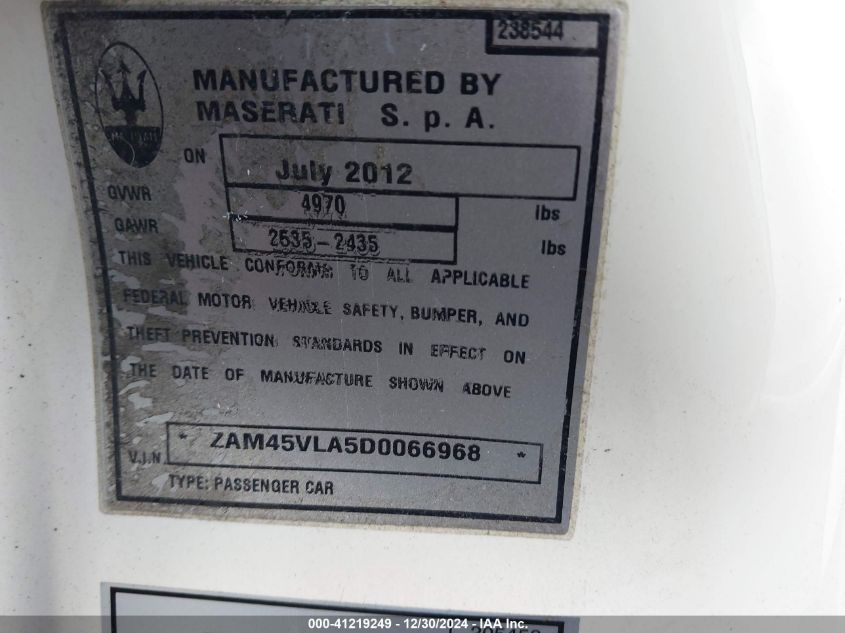 238544
MANUFACTURED BY
MASERATI S. p. A.
ON July 2012
GVWR 4970 lbs
GAWR 2535-2435 lbs
THIS VEHICLE CONFORMS TO ALL APPLICABLE
FEDERAL MOTOR VEHICLE SAFETY, BUMPER, AND
THEFT PREVENTION STANDARDS IN EFFECT ON
THE DATE OF MANUFACTURE SHOWN ABOVE
V.I.N * ZAM45VLA5D0066968 *
TYPE: PASSENGER CAR
000-41219249 - 12/30/2024 - IAA Inc.